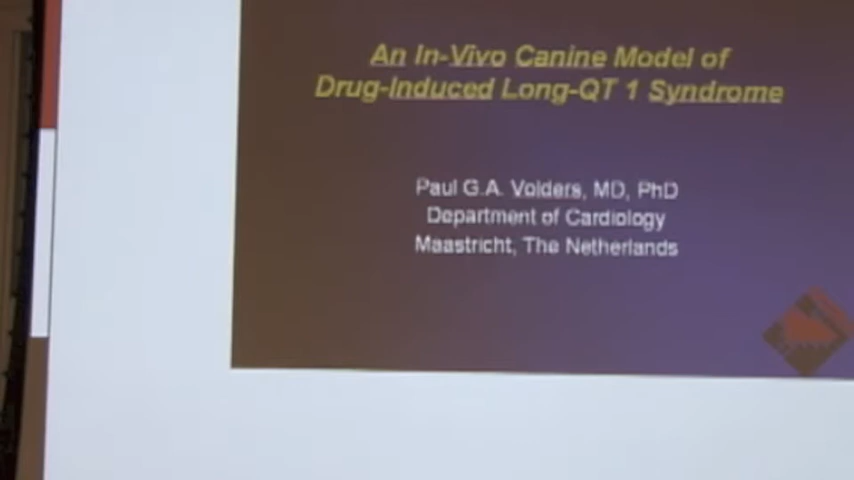 An In-Vivo Canine Model of
Drug-Induced Long-QT 1 Syndrome
Paul G.A. Volders, MD, PhD
Department of Cardiology
Maastricht, The Netherlands